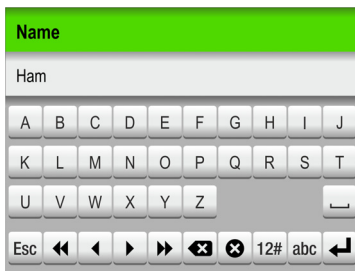 Name
Ham
A B C D E F G H I J
K L M N O P Q R S T
U V W X Y Z
Esc 12# abc